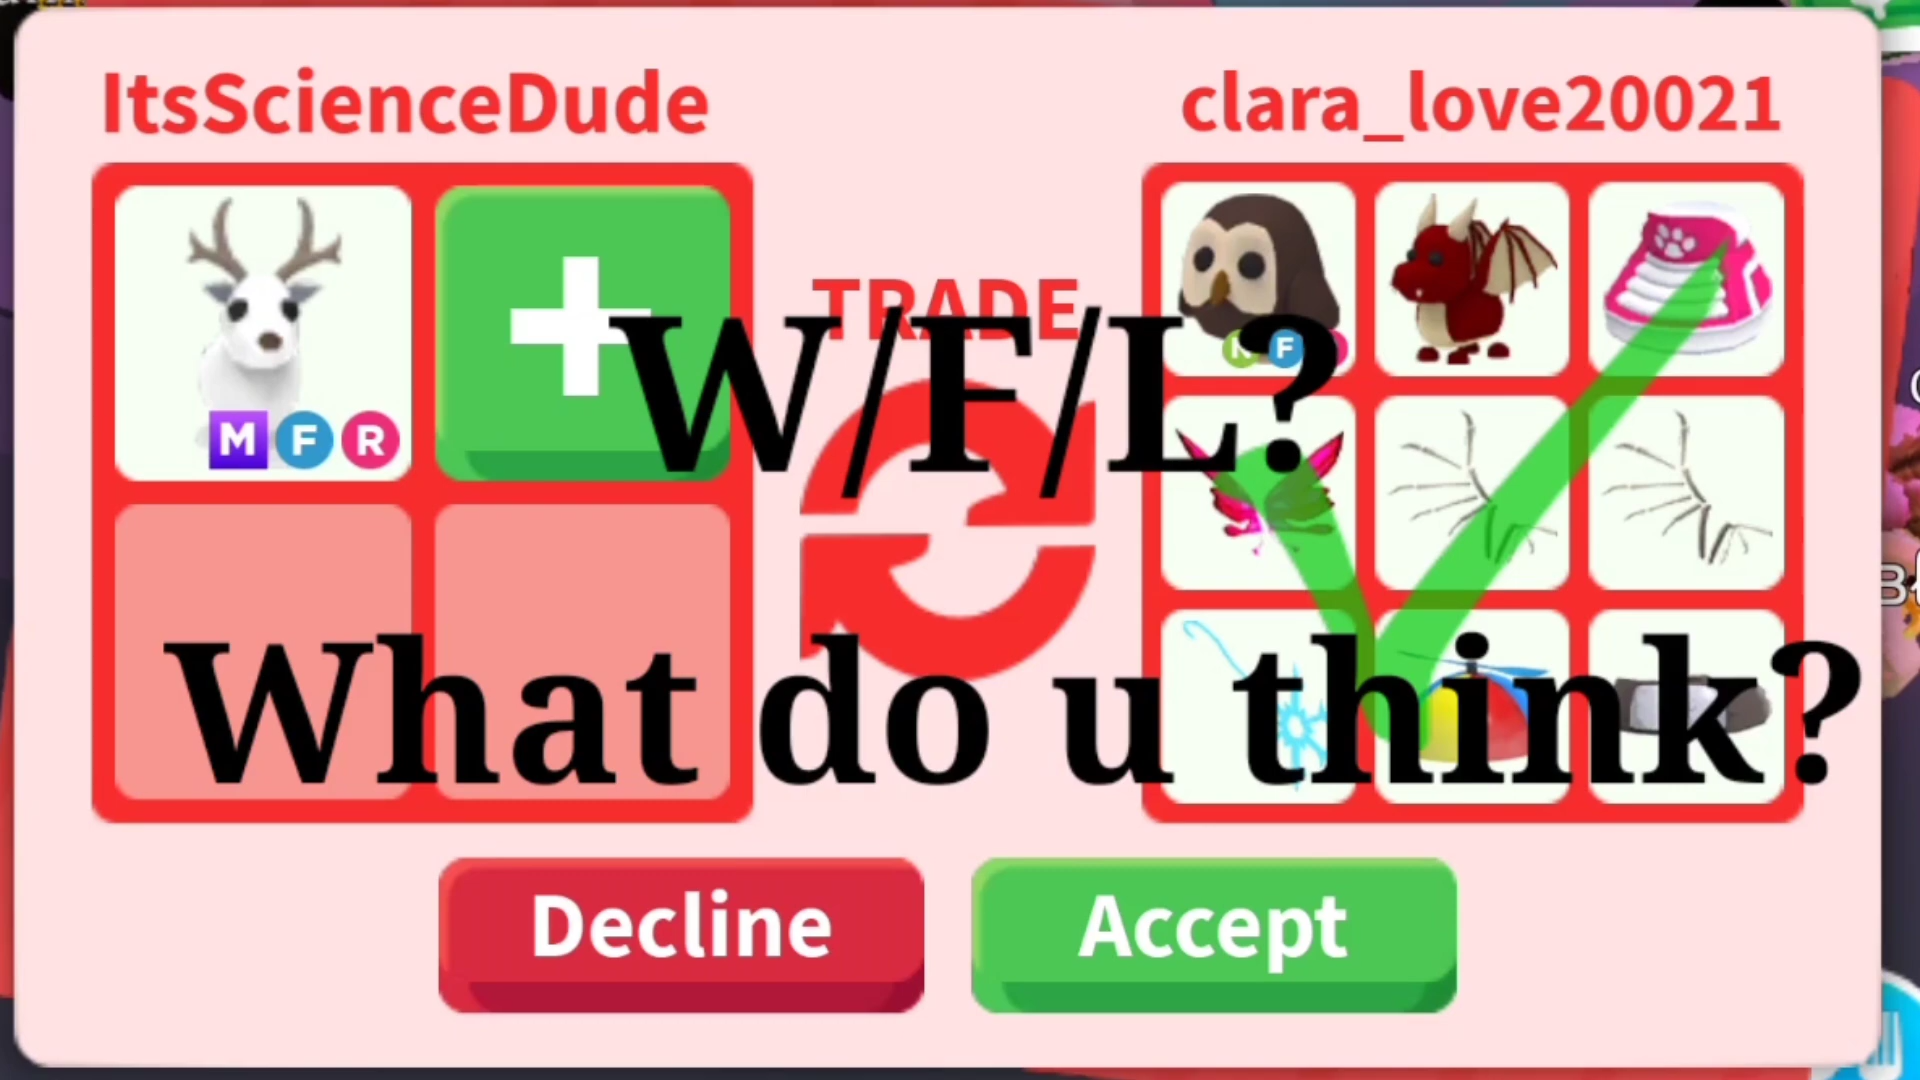 ItsScienceDude
clara_love20021
TRADE
N F
W/F/L?
M F R
What do u think?
Decline
Accept